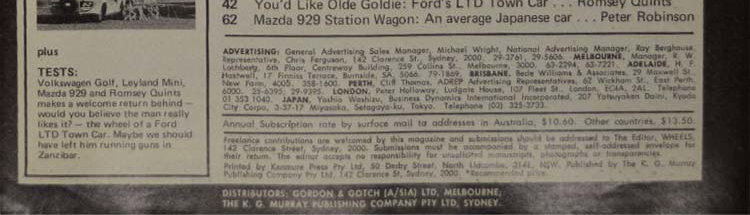 42 You'd Like Olde Goldie: Ford's LTD Town Car ... Romsey Quints
62 Mazda 929 Station Wagon: An average Japanese car ... Peter Robinson
plus
TESTS:
Volkswagen Golf, Leyland Mini,
Mazda 929 and Romsey Quints
makes a welcome return behind —
would you believe the man really
likes it? — the wheel of a Ford
LTD Town Car. Maybe we should
have left him running guns in
Zanzibar.
ADVERTISING: General Advertising Sales Manager, Michael Wright, National Advertising Manager, Ray Berghouse,
Representative, Chris Ferguson, 142 Clarence St., Sydney, 2000. 29-3761, 29-5606. MELBOURNE, Manager, R. W.
6th Floor, Centreway Building, 259 Collins St., Melbourne, 3000. 63-2294, 63-7221. ADELAIDE, H. F.
Hastwell, 17 Finniss Terrace, Burnside, SA, 5066. 79-1869. BRISBANE, Bede Williams & Associates, 29 Maxwell St.,
New Farm, 4005. 358-1600. PERTH, Cliff Thomas, ADREP Advertising Representatives, 62 Wickham St., East Perth,
6000. 25-6395, 29-9395. LONDON, Peter Holloway, Ludgate House, 107 Fleet St., London, EC4A, 2AL. Telephone
01 353 1040. JAPAN, Yoshio Washizu, Business Dynamics International Incorporated, 207 Yatsuyakan Daini, Kyodo
City Corpo, 3-37-17 Miyasaka, Setagaya-ku, Tokyo. Telephone (03) 325-2733.
Annual Subscription rate by surface mail to addresses in Australia, $10.60. Other countries, $13.50.
Freelance contributions are welcomed by this magazine and submissions should be addressed to The Editor, WHEELS,
142 Clarence Street, Sydney, 2000. Submissions must be accompanied by a stamped, self-addressed envelope for
their return. The editor accepts no responsibility for unsolicited manuscripts, photographs or transparencies.
Printed by Kenmure Press Pty Ltd, 50 Derby Street, North Lidcombe, 2141, NSW. Published by The K. G. Murray
Publishing Company Pty Ltd, 142 Clarence St, Sydney, 2000. *Recommended price.
DISTRIBUTORS: GORDON & GOTCH (A/SIA) LTD, MELBOURNE;
THE K. G. MURRAY PUBLISHING COMPANY PTY LTD, SYDNEY.